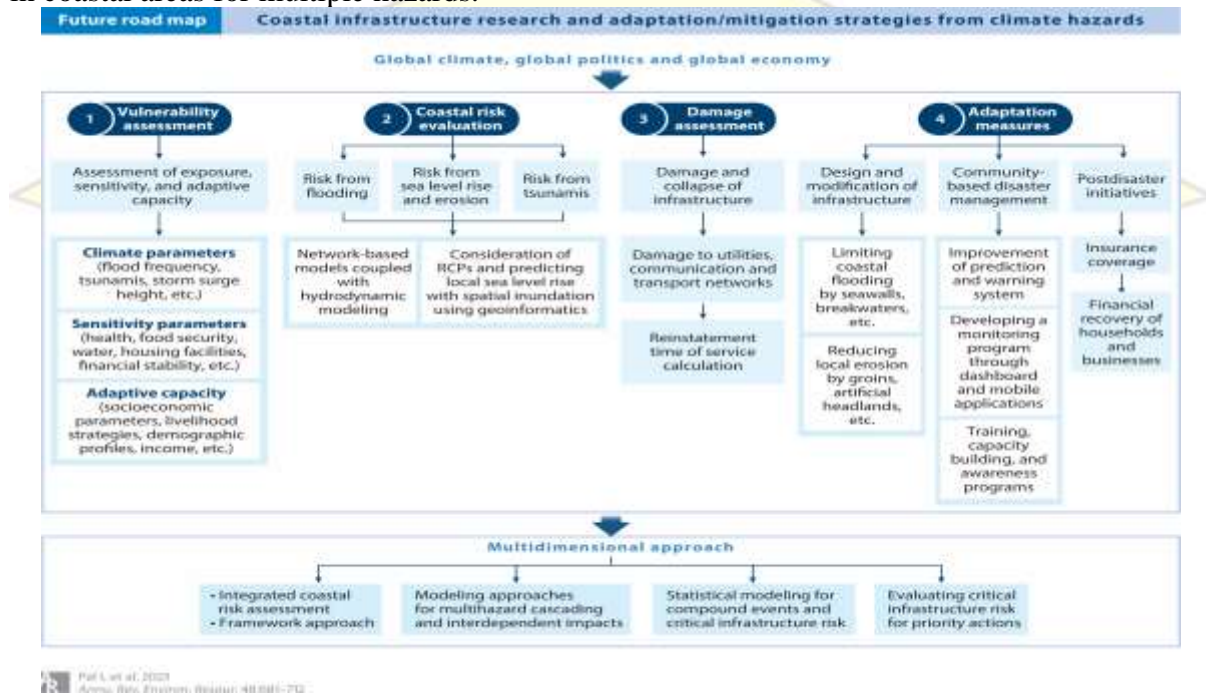 in coastal areas for multiple hazards.
Future road map
Coastal infrastructure research and adaptation/mitigation strategies from climate hazards
Global climate, global politics and global economy
1
Vulnerability
assessment
Assessment of exposure,
sensitivity, and adaptive
capacity
Climate parameters
(flood frequency,
tsunamis, storm surge
height, etc.)
Sensitivity parameters
(health, food security,
water, housing facilities,
financial stability, etc.)
Adaptive capacity
(socioeconomic
parameters, livelihood
strategies, demographic
profiles, income, etc.)
2
Coastal risk
evaluation
Risk from
flooding
Risk from
sea level rise
and erosion
Risk from
tsunamis
Network-based
models coupled
with
hydrodynamic
modeling
Consideration of
RCPs and predicting
local sea level rise
with spatial inundation
using geoinformatics
3
Damage
assessment
Damage and
collapse of
infrastructure
Damage to utilities,
communication and
transport networks
Reinstatement
time of service
calculation
4
Adaptation
measures
Design and
modification of
infrastructure
Limiting
coastal
flooding
by seawalls,
breakwaters,
etc.
Reducing
local erosion
by groins,
artificial
headlands,
etc.
Community-
based disaster
management
Improvement
of prediction
and warning
system
Developing a
monitoring
program
through
dashboard
and mobile
applications
Training,
capacity
building, and
awareness
programs
Postdisaster
initiatives
Insurance
coverage
Financial
recovery of
households
and
businesses
Multidimensional approach
• Integrated coastal
risk assessment
• Framework approach
Modeling approaches
for multihazard cascading
and interdependent impacts
Statistical modeling for
compound events and
critical infrastructure risk
Evaluating critical
infrastructure risk
for priority actions
Pal I, et al. 2023
Annu. Rev. Environ. Resour. 48:681–712